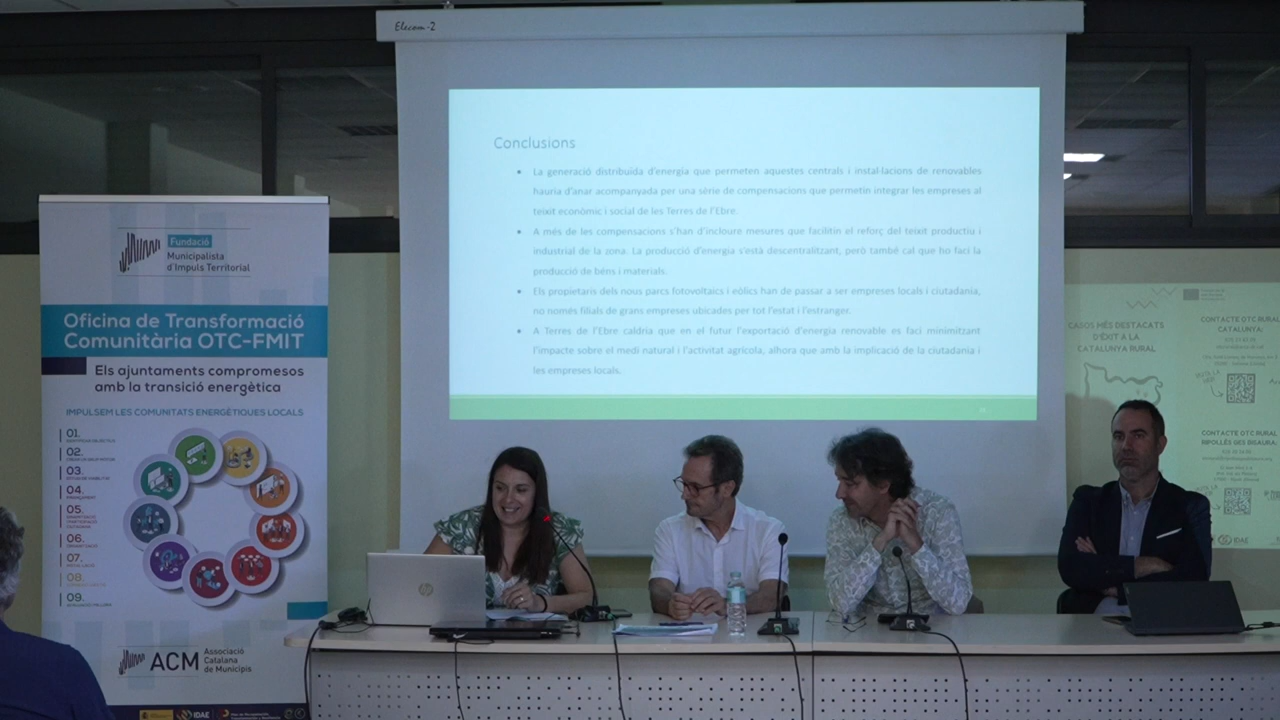 Elecom-2
Conclusions
• La generació distribuïda d'energia que permeten aquestes centrals i instal·lacions de renovables
hauria d'anar acompanyada per una sèrie de compensacions que permetin integrar les empreses al
teixit econòmic i social de les Terres de l'Ebre.
• A més de les compensacions s'han d'incloure mesures que facilitin el reforç del teixit productiu i
industrial de la zona. La producció d'energia s'està descentralitzant, però també cal que ho faci la
producció de béns i materials.
• Els propietaris dels nous parcs fotovoltaics i eòlics han de passar a ser empreses locals i ciutadania,
no només filials de grans empreses ubicades per tot l'estat i l'estranger.
• A Terres de l'Ebre caldria que en el futur l'exportació d'energia renovable es faci minimitzant
l'impacte sobre el medi natural i l'activitat agrícola, alhora que amb la implicació de la ciutadania i
les empreses locals.
Fundació
Municipalista
d'Impuls Territorial
Oficina de Transformació
Comunitària OTC-FMIT
Els ajuntaments compromesos
amb la transició energètica
IMPULSEM LES COMUNITATS ENERGÈTIQUES LOCALS
01.
02.
03.
04.
05.
06.
07.
08.
09.
ACM
Associació
Catalana
de Municipis
IDAE
CASOS MÉS DESTACATS
D'ÈXIT A LA
CATALUNYA RURAL
CONTACTE OTC RURAL
CATALUNYA:
CONTACTE OTC RURAL
RIPOLLÈS GES BISAURA:
IDAE
hp